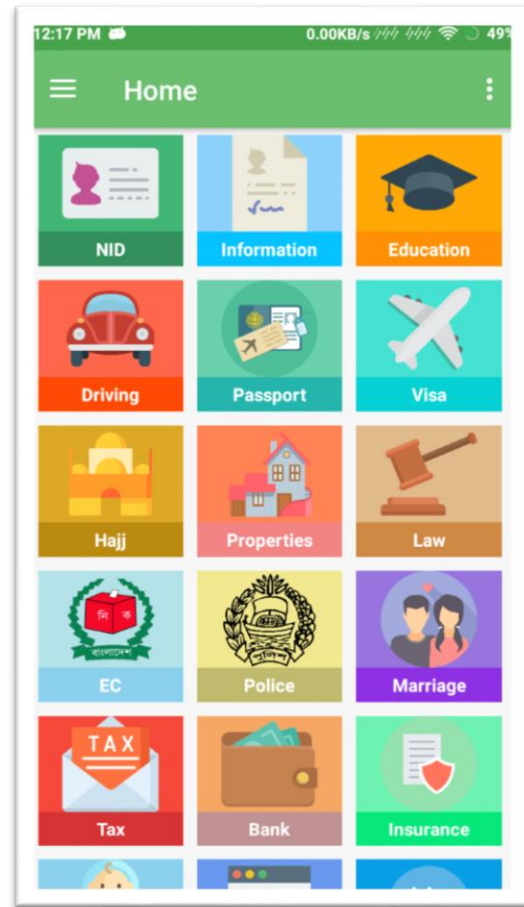 12:17 PM 0.00KB/s 49%
Home
NID Information Education
Driving Passport Visa
Hajj Properties Law
নি ক
বাংলাদেশ
পুলিশ
EC Police Marriage
TAX
Tax Bank Insurance